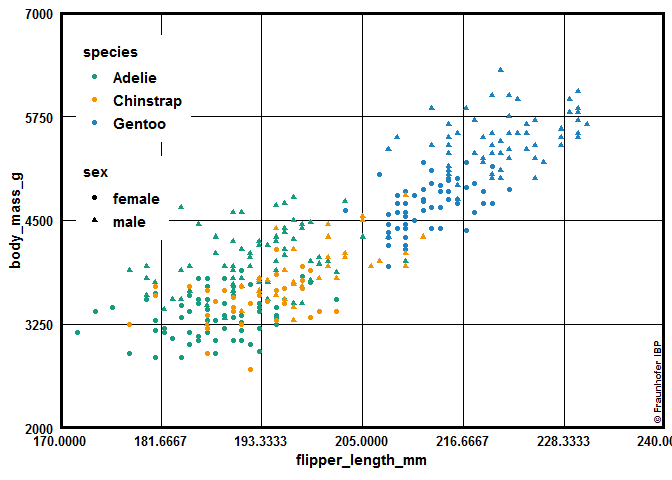 7000
5750
4500
3250
2000
body_mass_g
species
Adelie
Chinstrap
Gentoo
sex
female
male
© Fraunhofer IBP
170.0000 181.6667 193.3333 205.0000 216.6667 228.3333 240.00
flipper_length_mm